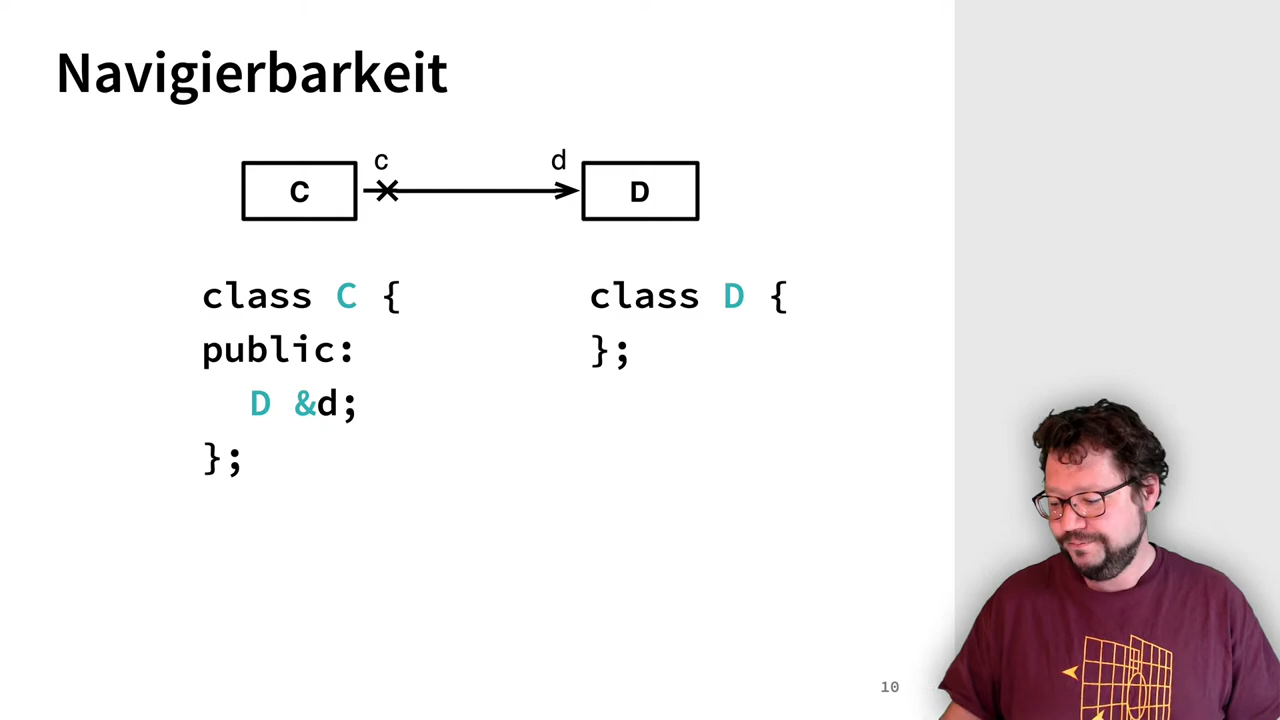 Navigierbarkeit
c d
C D
class C {
public:
D &d;
};
class D {
};
10